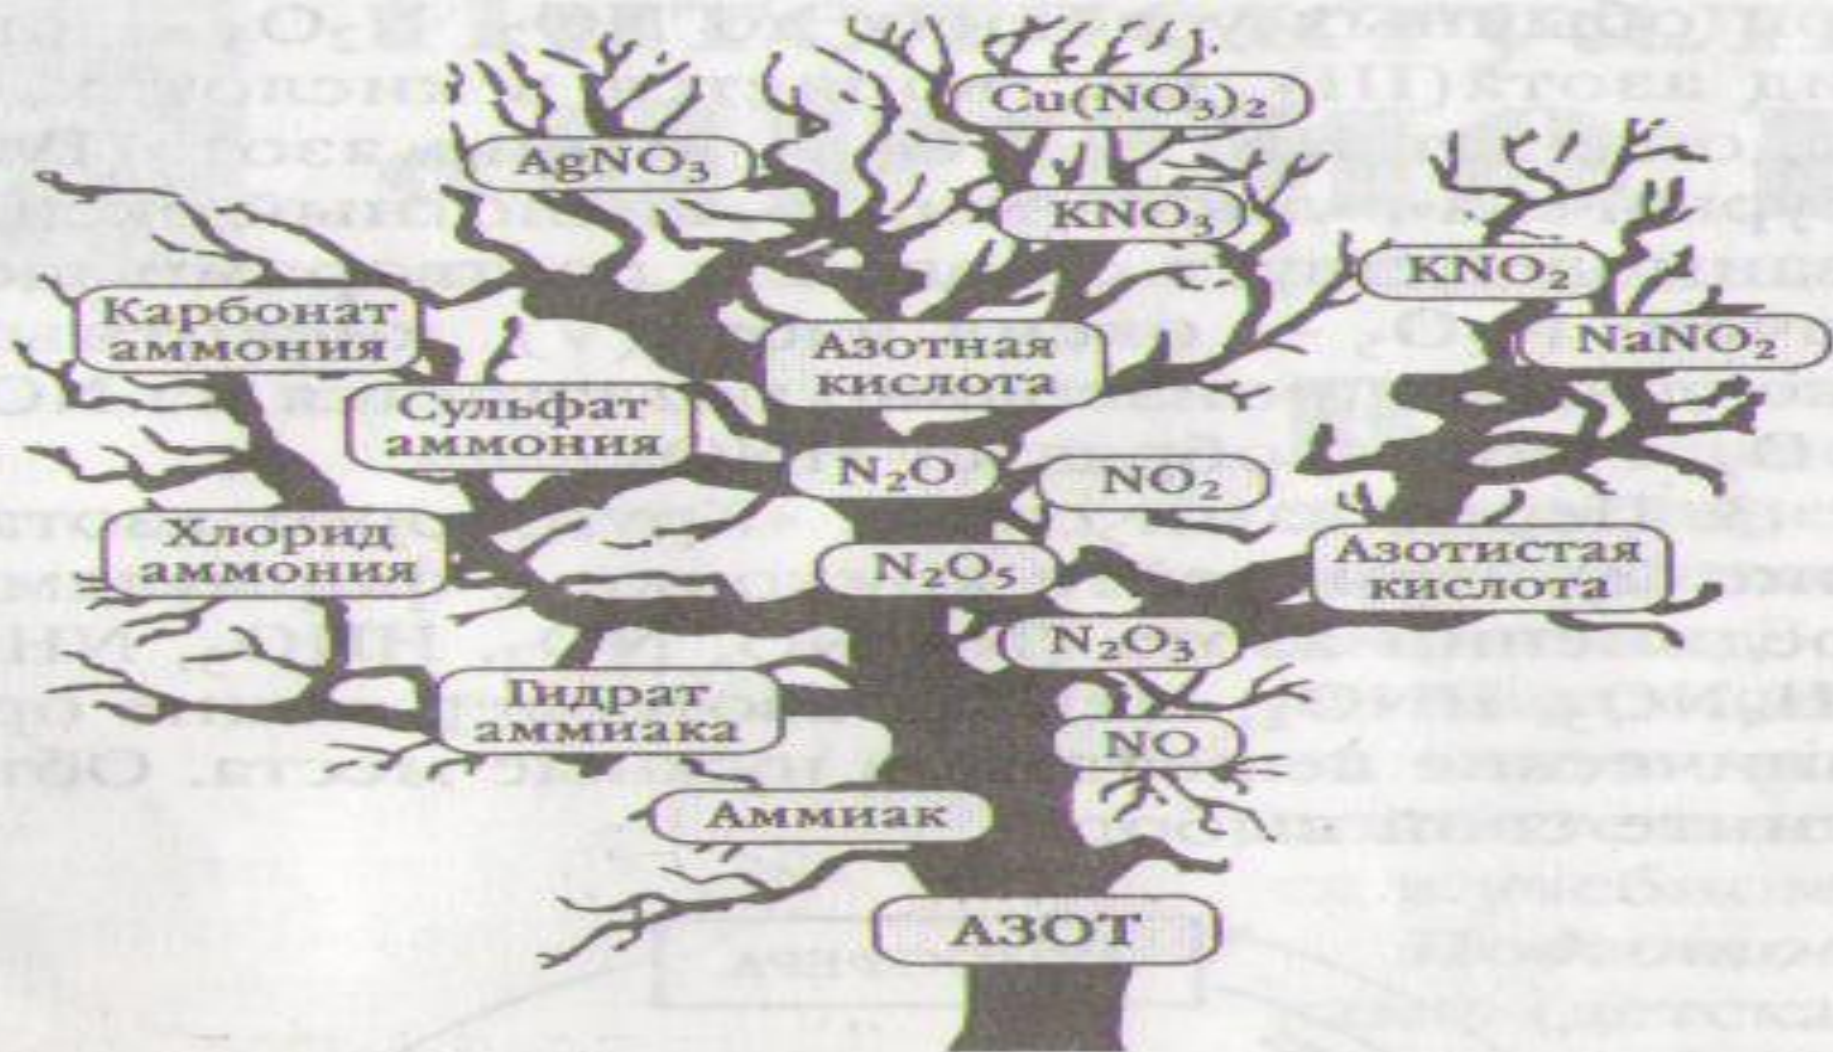 Cu(NO₃)₂
AgNO₃
KNO₃
KNO₂
Карбонат
аммония
NaNO₂
Азотная
кислота
Сульфат
аммония
N₂O
NO₂
Хлорид
аммония
N₂O₅
Азотистая
кислота
N₂O₃
Гидрат
аммиака
NO
Аммиак
АЗОТ